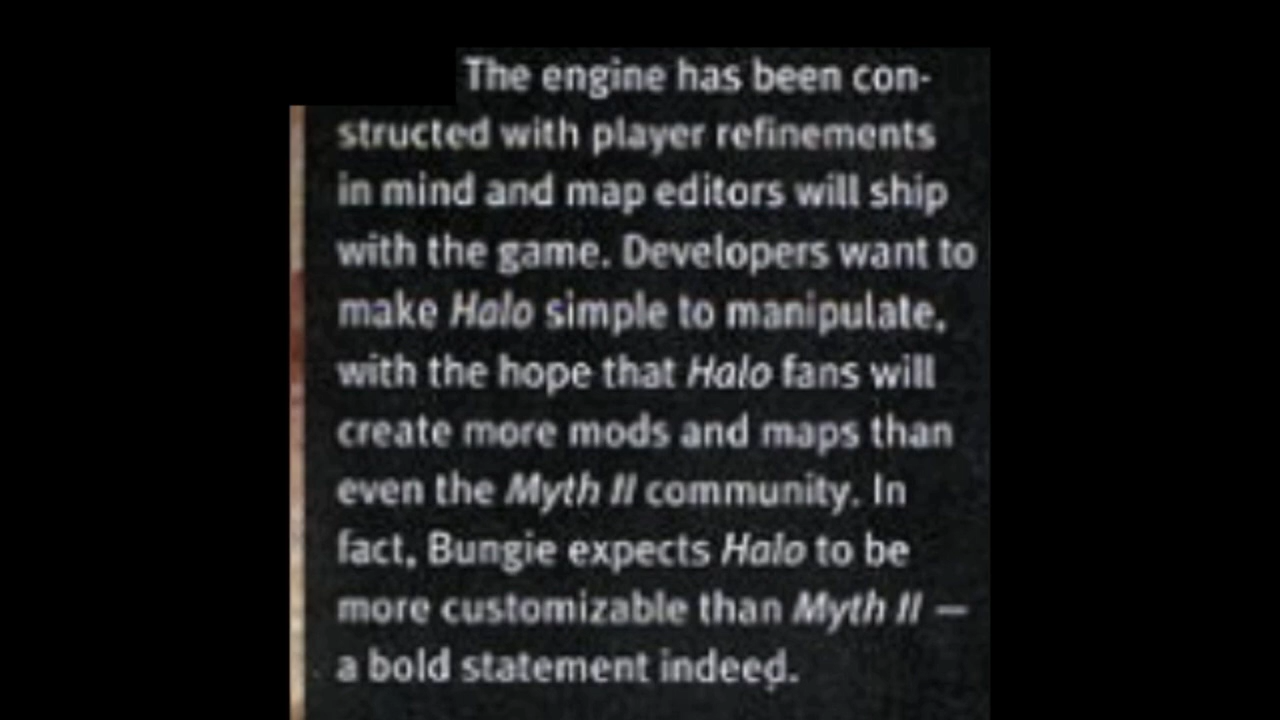 The engine has been con-
structed with player refinements
in mind and map editors will ship
with the game. Developers want to
make Halo simple to manipulate,
with the hope that Halo fans will
create more mods and maps than
even the Myth II community. In
fact, Bungie expects Halo to be
more customizable than Myth II —
a bold statement indeed.